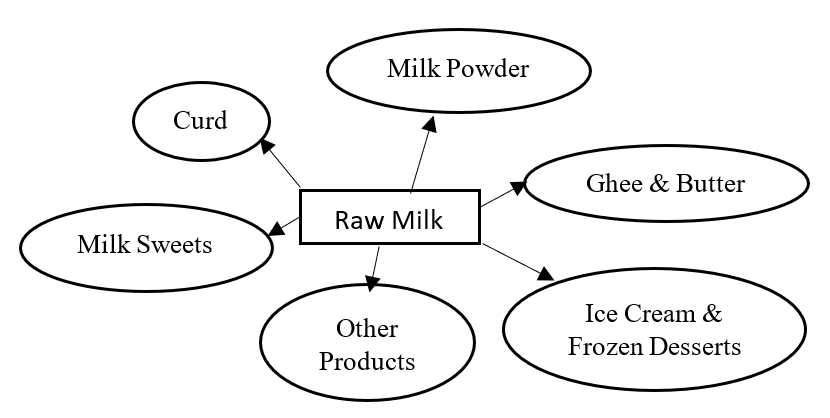 Milk Powder
Curd
Ghee & Butter
Raw Milk
Milk Sweets
Ice Cream &
Frozen Desserts
Other
Products